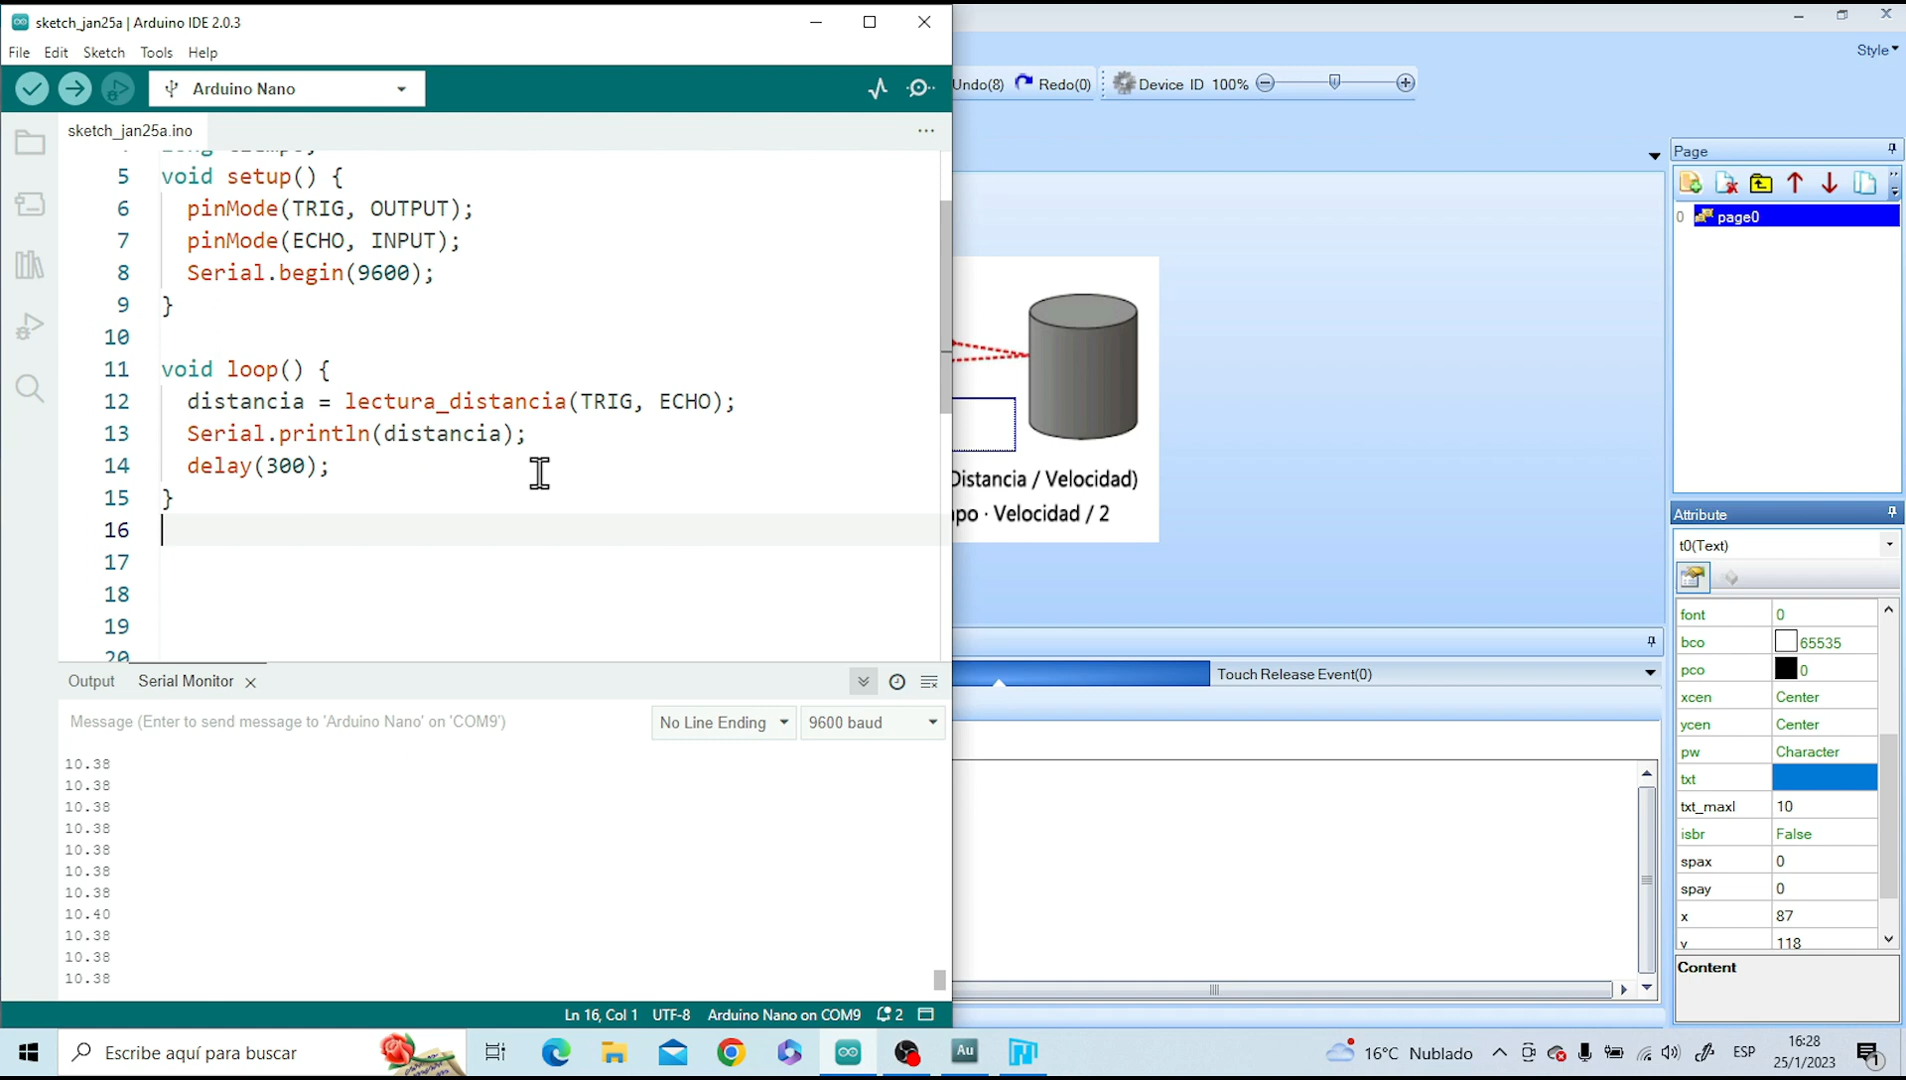 sketch_jan25a | Arduino IDE 2.0.3
File Edit Sketch Tools Help
Arduino Nano
sketch_jan25a.ino
5 void setup() {
6 pinMode(TRIG, OUTPUT);
7 pinMode(ECHO, INPUT);
8 Serial.begin(9600);
9 }
10
11 void loop() {
12 distancia = lectura_distancia(TRIG, ECHO);
13 Serial.println(distancia);
14 delay(300);
15 }
16
17
18
19
20
Output Serial Monitor
Message (Enter to send message to 'Arduino Nano' on 'COM9')
No Line Ending 9600 baud
10.38
10.38
10.38
10.38
10.38
10.38
10.38
10.40
10.38
10.38
10.38
Ln 16, Col 1 UTF-8 Arduino Nano on COM9 2
Style
Undo(8) Redo(0) Device ID 100%
Distancia / Velocidad)
po · Velocidad / 2
Touch Release Event(0)
Page
0 page0
Attribute
t0(Text)
font 0
bco 65535
pco 0
xcen Center
ycen Center
pw Character
txt
txt_maxl 10
isbr False
spax 0
spay 0
x 87
y 118
Content
Escribe aquí para buscar
Au
16°C Nublado
ESP
16:28
25/1/2023
1